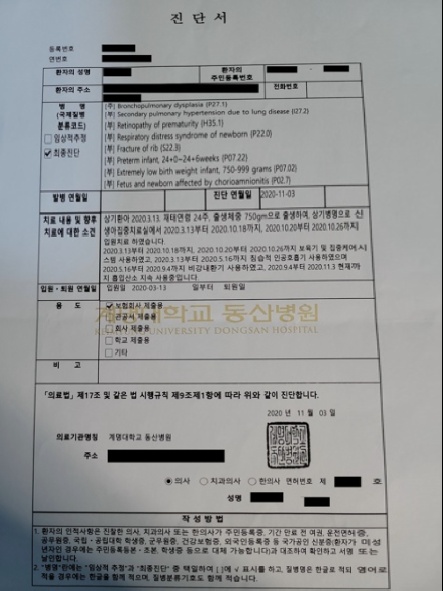 진 단 서
등록번호
연번호
환자의 성명
환자의 주민등록번호
환자의 주소
전화번호
병 명
(국제질병
분류코드)
□임상적추정
☑최종진단
[주] Bronchopulmonary dysplasia (P27.1)
[부] Secondary pulmonary hypertension due to lung disease (I27.2)
[부] Retinopathy of prematurity (H35.1)
[부] Respiratory distress syndrome of newborn (P22.0)
[부] Fracture of rib (S22.3)
[부] Preterm infant, 24+0~24+6weeks (P07.22)
[부] Extremely low birth weight infant, 750-999 grams (P07.02)
[부] Fetus and newborn affected by chorioamnionitis (P02.7)
발병 연월일
진단 연월일
2020-11-03
치료 내용 및 향후
치료에 대한 소견
상기환아 2020.3.13. 재태연령 24주, 출생체중 750gm으로 출생하여, 상기병명으로 신
생아집중치료실에서 2020.3.13부터 2020.10.18까지, 2020.10.20부터 2020.10.26까지
입원치료 하였습니다.
2020.3.13부터 2020.10.18까지, 2020.10.20부터 2020.10.26까지 보육기 및 집중케어시
스템 사용하였고, 2020.3.13부터 2020.5.16까지 침습적 인공호흡기 사용하였으며
2020.5.16부터 2020.9.4까지 비강내환기 사용하였고, 2020.9.4부터 2020.11.3 현재까
지 흡입산소 지속 사용중입니다.
입원 · 퇴원 연월일
입원일 2020-03-13 일부터 퇴원일
용 도
☑보험회사 제출용
□관공서 제출용
□회사 제출용
□학교 제출용
□기타
계명대학교 동산병원
KEIMYUNG UNIVERSITY DONGSAN HOSPITAL
비 고
「의료법」 제17조 및 같은 법 시행규칙 제9조제1항에 따라 위와 같이 진단합니다.
2020 년 11 월 03 일
의료기관명칭 계명대학교 동산병원
주소
의사 치과의사 한의사 면허번호 제 호
성명
작 성 방 법
1. 환자의 인적사항은 진찰한 의사, 치과의사 또는 한의사가 주민등록증, 기간 만료 전 여권, 운전면허증,
공무원증, 국립 · 공립대학 학생증, 군무원증, 건강보험증, 외국인등록증 등 국가공인 신분증(환자가 미성
년자인 경우에는 주민등록등본 · 초본, 학생증 등으로 대체 가능합니다)과 대조하여 확인하고 서명 또는
날인합니다.
2. "병명"란에는 "임상적 추정"과 "최종진단" 중 택일하여 [ ]에 √ 표시를 하고, 질병명은 한글로 적되 영어로
적을 경우에는 한글을 함께 적으며, 질병분류기호도 함께 적습니다.